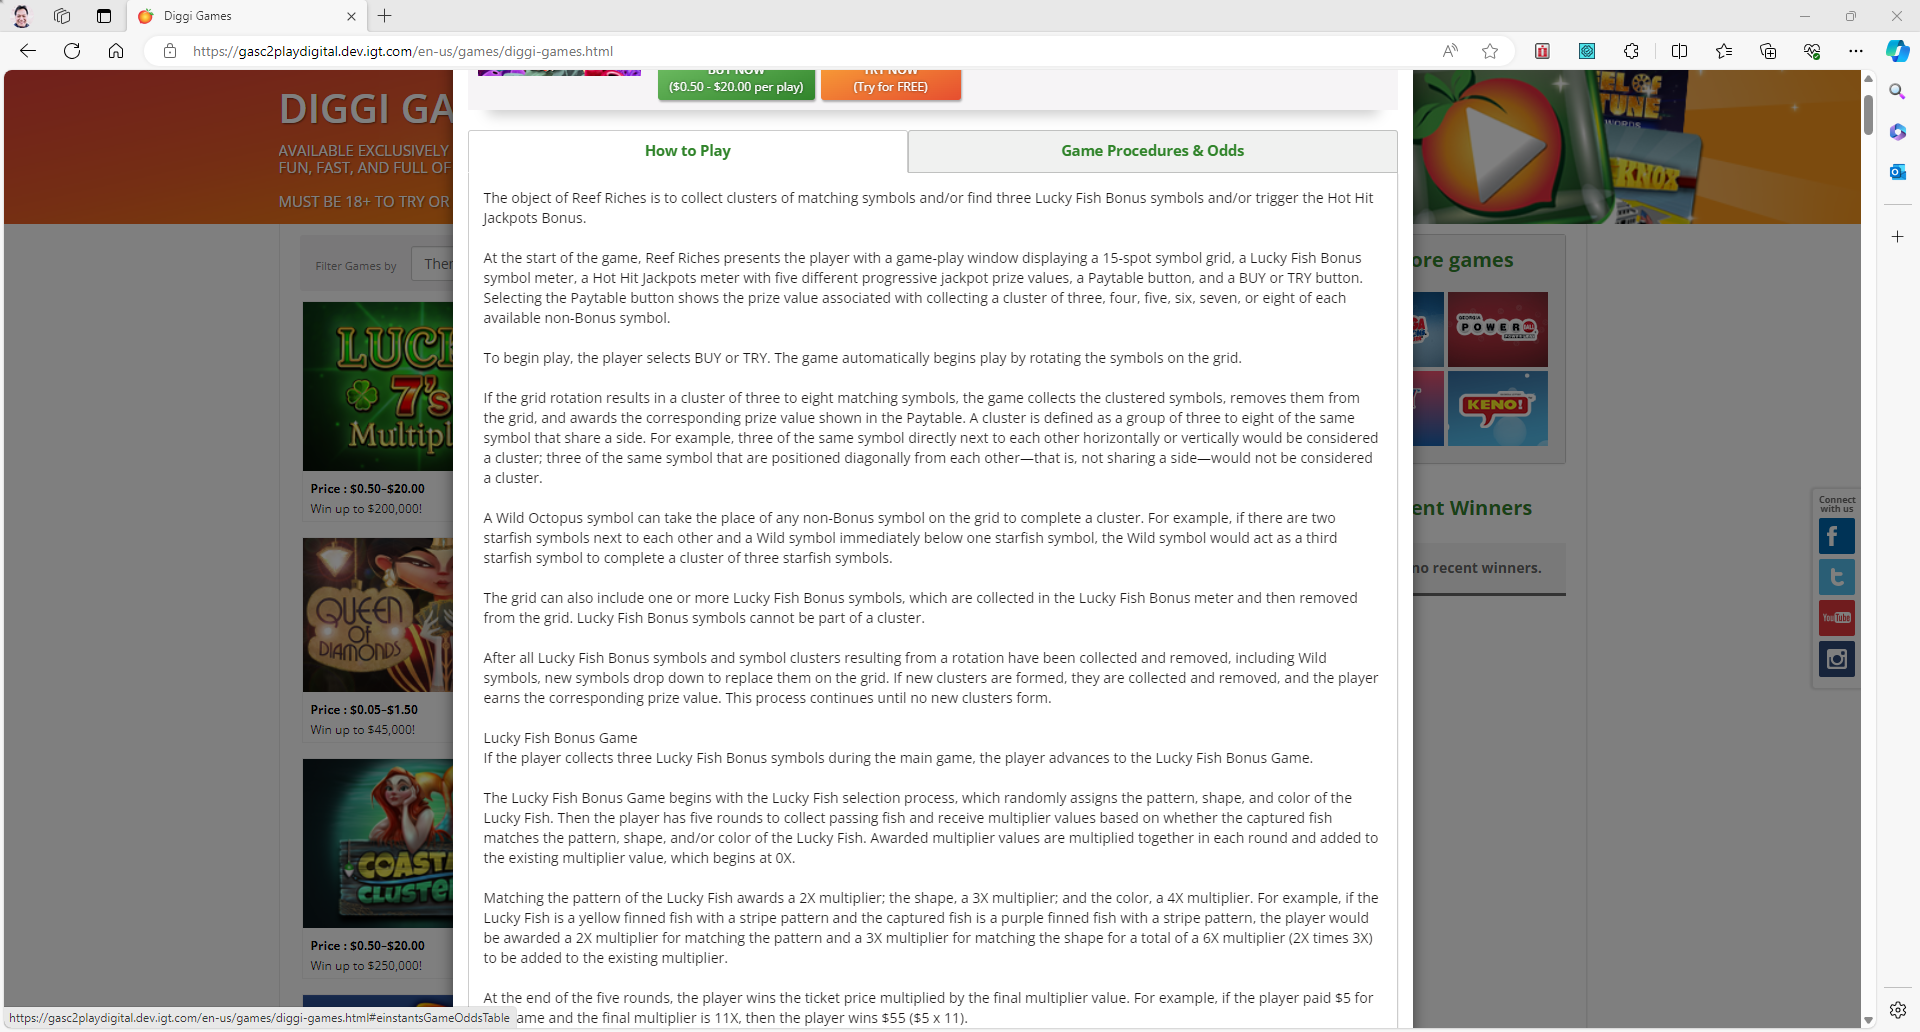 Diggi Games
https://gasc2playdigital.dev.igt.com/en-us/games/diggi-games.html
BUY NOW
($0.50 - $20.00 per play)
TRY NOW
(Try for FREE)
DIGGI GA
AVAILABLE EXCLUSIVELY
FUN, FAST, AND FULL OF
MUST BE 18+ TO TRY OR
Filter Games by
Ther
LUC
7's
Multipl
Price : $0.50–$20.00
Win up to $200,000!
QUEEN
OF
DIAMONDS
Price : $0.05–$1.50
Win up to $45,000!
COAST
CLUSTE
Price : $0.50–$20.00
Win up to $250,000!
How to Play
Game Procedures & Odds
The object of Reef Riches is to collect clusters of matching symbols and/or find three Lucky Fish Bonus symbols and/or trigger the Hot Hit
Jackpots Bonus.
At the start of the game, Reef Riches presents the player with a game-play window displaying a 15-spot symbol grid, a Lucky Fish Bonus
symbol meter, a Hot Hit Jackpots meter with five different progressive jackpot prize values, a Paytable button, and a BUY or TRY button.
Selecting the Paytable button shows the prize value associated with collecting a cluster of three, four, five, six, seven, or eight of each
available non-Bonus symbol.
To begin play, the player selects BUY or TRY. The game automatically begins play by rotating the symbols on the grid.
If the grid rotation results in a cluster of three to eight matching symbols, the game collects the clustered symbols, removes them from
the grid, and awards the corresponding prize value shown in the Paytable. A cluster is defined as a group of three to eight of the same
symbol that share a side. For example, three of the same symbol directly next to each other horizontally or vertically would be considered
a cluster; three of the same symbol that are positioned diagonally from each other—that is, not sharing a side—would not be considered
a cluster.
A Wild Octopus symbol can take the place of any non-Bonus symbol on the grid to complete a cluster. For example, if there are two
starfish symbols next to each other and a Wild symbol immediately below one starfish symbol, the Wild symbol would act as a third
starfish symbol to complete a cluster of three starfish symbols.
The grid can also include one or more Lucky Fish Bonus symbols, which are collected in the Lucky Fish Bonus meter and then removed
from the grid. Lucky Fish Bonus symbols cannot be part of a cluster.
After all Lucky Fish Bonus symbols and symbol clusters resulting from a rotation have been collected and removed, including Wild
symbols, new symbols drop down to replace them on the grid. If new clusters are formed, they are collected and removed, and the player
earns the corresponding prize value. This process continues until no new clusters form.
Lucky Fish Bonus Game
If the player collects three Lucky Fish Bonus symbols during the main game, the player advances to the Lucky Fish Bonus Game.
The Lucky Fish Bonus Game begins with the Lucky Fish selection process, which randomly assigns the pattern, shape, and color of the
Lucky Fish. Then the player has five rounds to collect passing fish and receive multiplier values based on whether the captured fish
matches the pattern, shape, and/or color of the Lucky Fish. Awarded multiplier values are multiplied together in each round and added to
the existing multiplier value, which begins at 0X.
Matching the pattern of the Lucky Fish awards a 2X multiplier; the shape, a 3X multiplier; and the color, a 4X multiplier. For example, if the
Lucky Fish is a yellow finned fish with a stripe pattern and the captured fish is a purple finned fish with a stripe pattern, the player would
be awarded a 2X multiplier for matching the pattern and a 3X multiplier for matching the shape for a total of a 6X multiplier (2X times 3X)
to be added to the existing multiplier.
At the end of the five rounds, the player wins the ticket price multiplied by the final multiplier value. For example, if the player paid $5 for
ame and the final multiplier is 11X, then the player wins $55 ($5 x 11).
EL OF
TUNE
WORDS
KNOX
ore games
GEORGIA
POWERBALL
KENO!
ent Winners
no recent winners.
Connect
with us
You Tube
https://gasc2playdigital.dev.igt.com/en-us/games/diggi-games.html#einstantsGameOddsTable